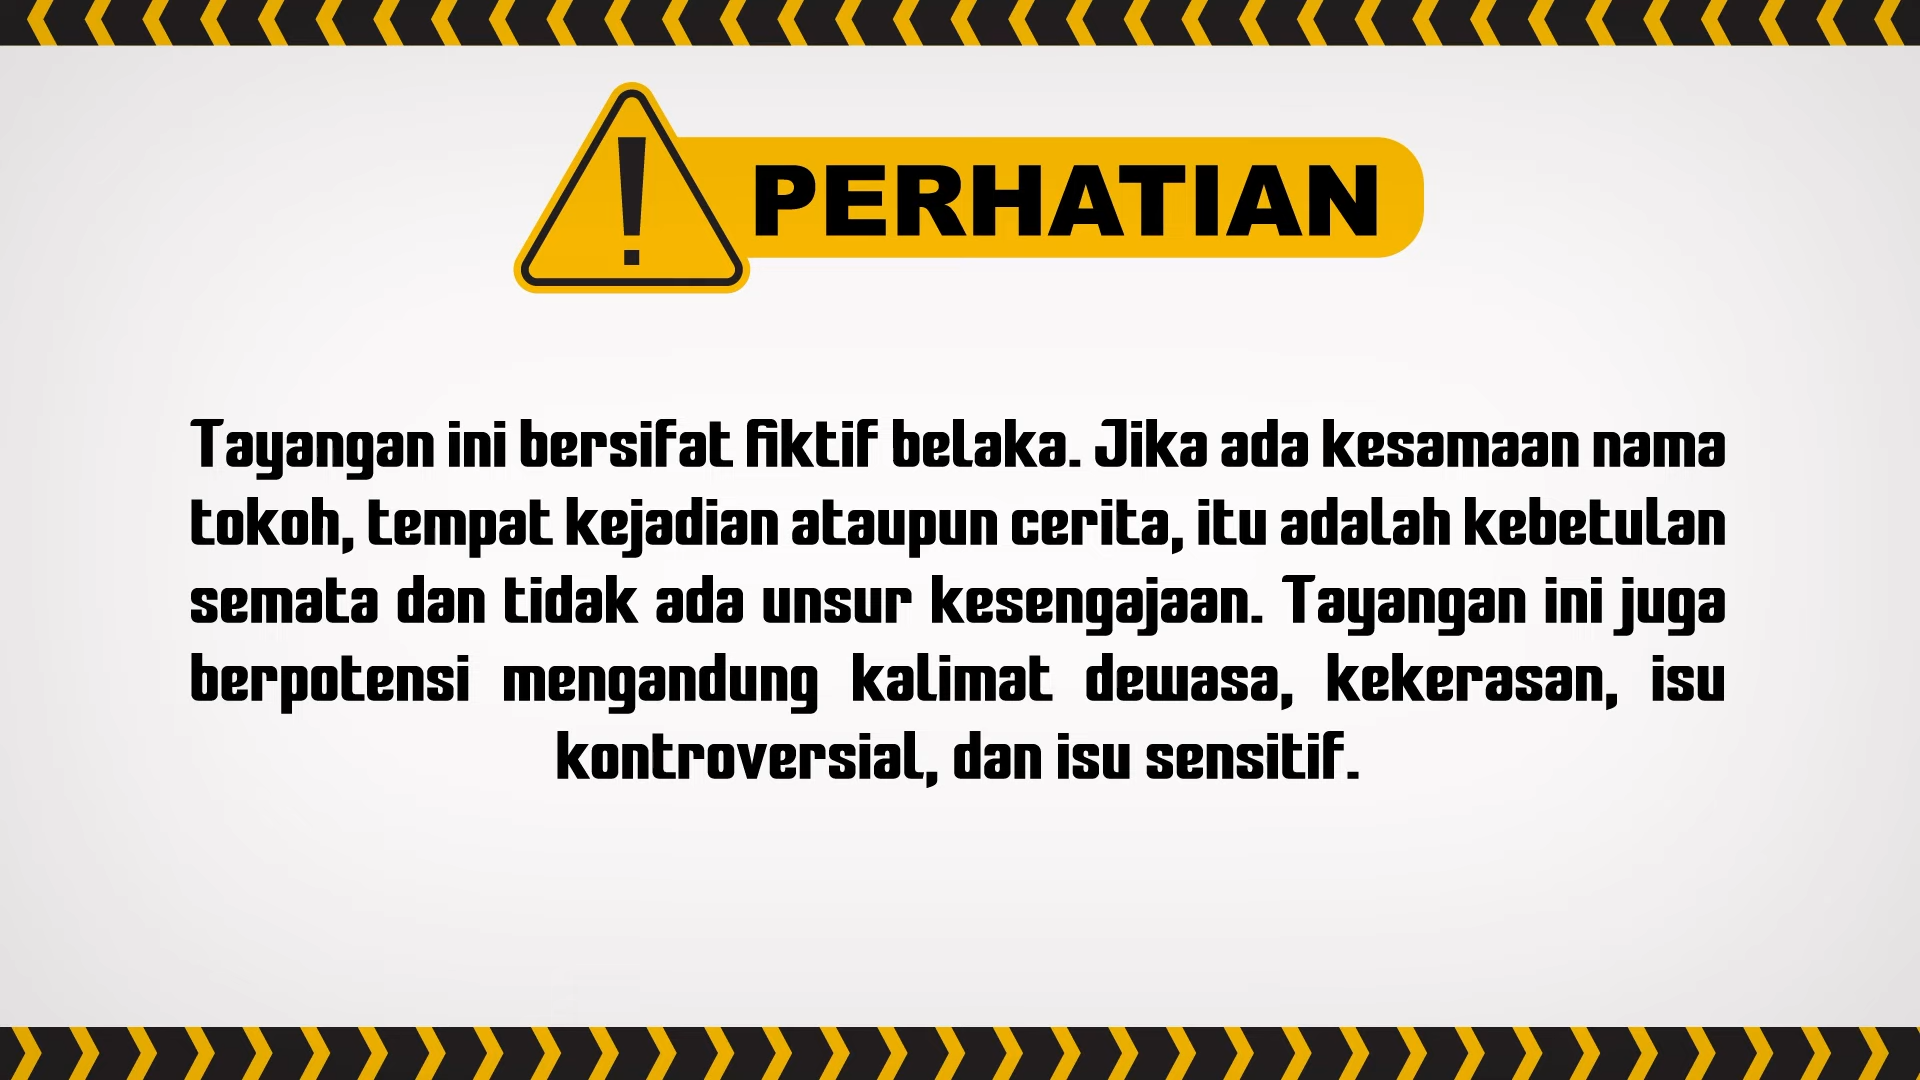 PERHATIAN
Tayangan ini bersifat fiktif belaka. Jika ada kesamaan nama
tokoh, tempat kejadian ataupun cerita, itu adalah kebetulan
semata dan tidak ada unsur kesengajaan. Tayangan ini juga
berpotensi mengandung kalimat dewasa, kekerasan, isu
kontroversial, dan isu sensitif.